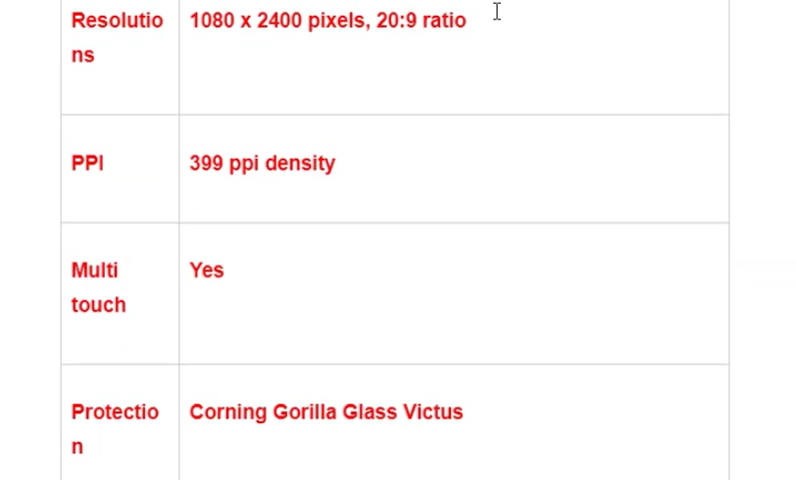 Resolutio
ns
1080 x 2400 pixels, 20:9 ratio
PPI
399 ppi density
Multi
touch
Yes
Protectio
n
Corning Gorilla Glass Victus